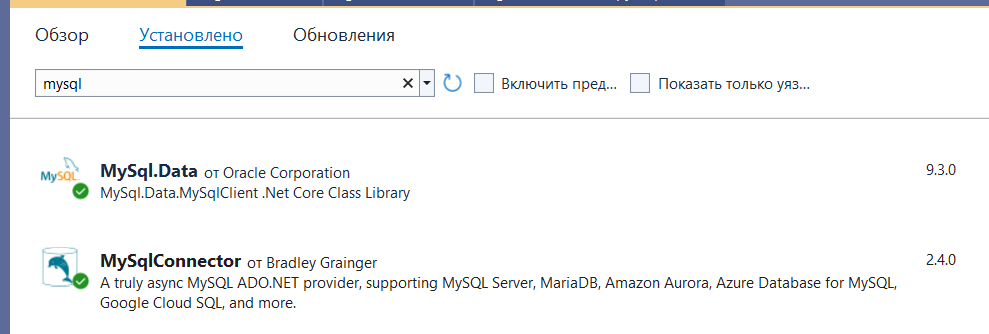 Обзор Установлено Обновления
mysql Включить пред... Показать только уяз...
MySql.Data от Oracle Corporation 9.3.0
MySql.Data.MySqlClient .Net Core Class Library
MySqlConnector от Bradley Grainger 2.4.0
A truly async MySQL ADO.NET provider, supporting MySQL Server, MariaDB, Amazon Aurora, Azure Database for MySQL,
Google Cloud SQL, and more.